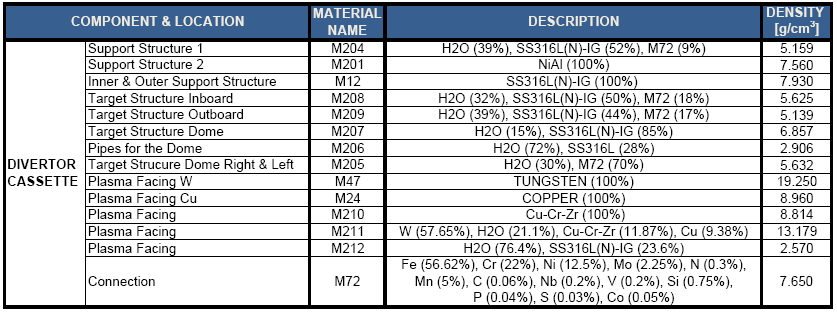 COMPONENT & LOCATION MATERIAL NAME DESCRIPTION DENSITY [g/cm3]
DIVERTOR CASSETTE
Support Structure 1 M204 H2O (39%), SS316L(N)-IG (52%), M72 (9%) 5.159
Support Structure 2 M201 NiAl (100%) 7.560
Inner & Outer Support Structure M12 SS316L(N)-IG (100%) 7.930
Target Structure Inboard M208 H2O (32%), SS316L(N)-IG (50%), M72 (18%) 5.625
Target Structure Outboard M209 H2O (39%), SS316L(N)-IG (44%), M72 (17%) 5.139
Target Structure Dome M207 H2O (15%), SS316L(N)-IG (85%) 6.857
Pipes for the Dome M206 H2O (72%), SS316L (28%) 2.906
Target Strucure Dome Right & Left M205 H2O (30%), M72 (70%) 5.632
Plasma Facing W M47 TUNGSTEN (100%) 19.250
Plasma Facing Cu M24 COPPER (100%) 8.960
Plasma Facing M210 Cu-Cr-Zr (100%) 8.814
Plasma Facing M211 W (57.65%), H2O (21.1%), Cu-Cr-Zr (11.87%), Cu (9.38%) 13.179
Plasma Facing M212 H2O (76.4%), SS316L(N)-IG (23.6%) 2.570
Connection M72 Fe (56.62%), Cr (22%), Ni (12.5%), Mo (2.25%), N (0.3%),
Mn (5%), C (0.06%), Nb (0.2%), V (0.2%), Si (0.75%),
P (0.04%), S (0.03%), Co (0.05%) 7.650